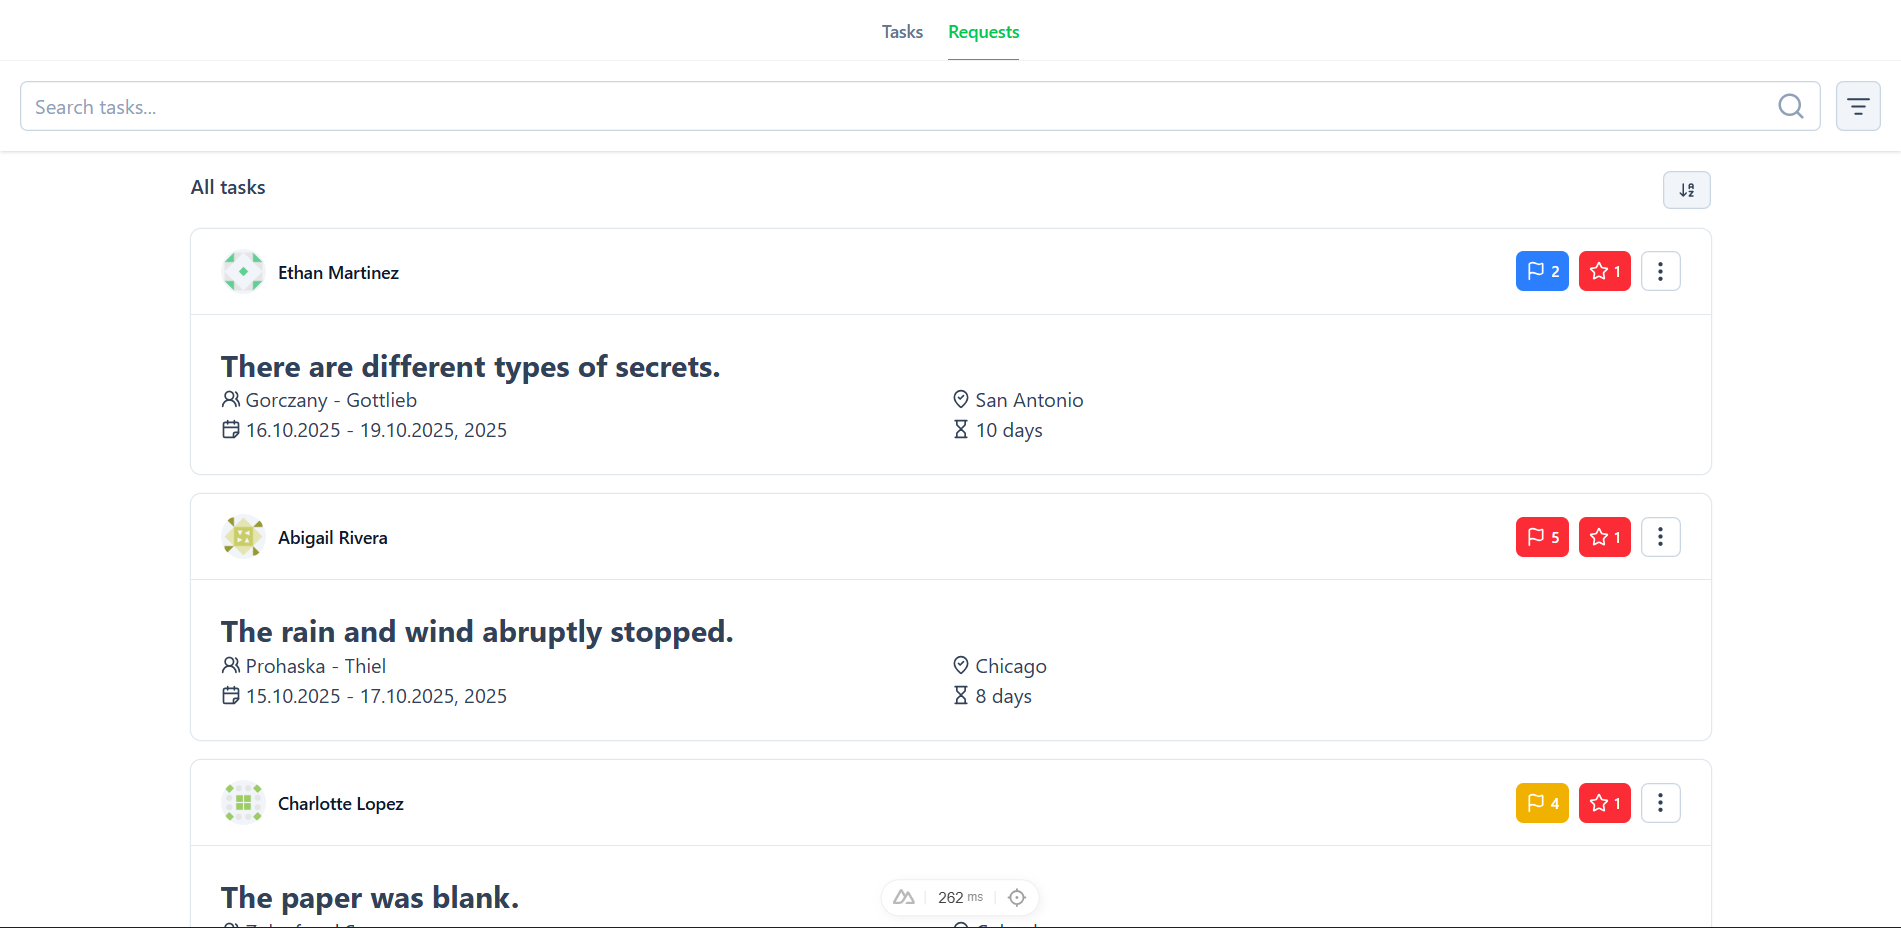 Tasks Requests
Search tasks...
All tasks
Ethan Martinez 2 1
There are different types of secrets.
Gorczany - Gottlieb San Antonio
16.10.2025 - 19.10.2025, 2025 10 days
Abigail Rivera 5 1
The rain and wind abruptly stopped.
Prohaska - Thiel Chicago
15.10.2025 - 17.10.2025, 2025 8 days
Charlotte Lopez 4 1
The paper was blank.
262 ms